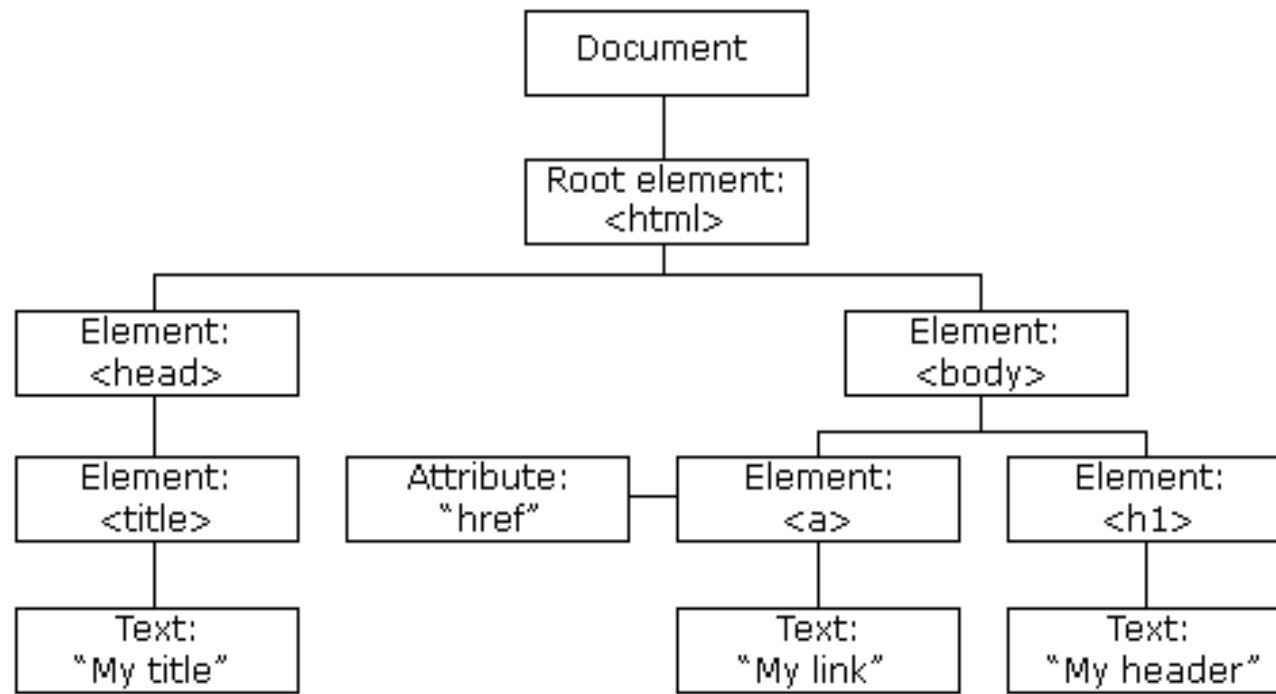 Document
Root element:
<html>
Element:
<head>
Element:
<body>
Element:
<title>
Attribute:
“href”
Element:
<a>
Element:
<h1>
Text:
“My title”
Text:
“My link”
Text:
“My header”